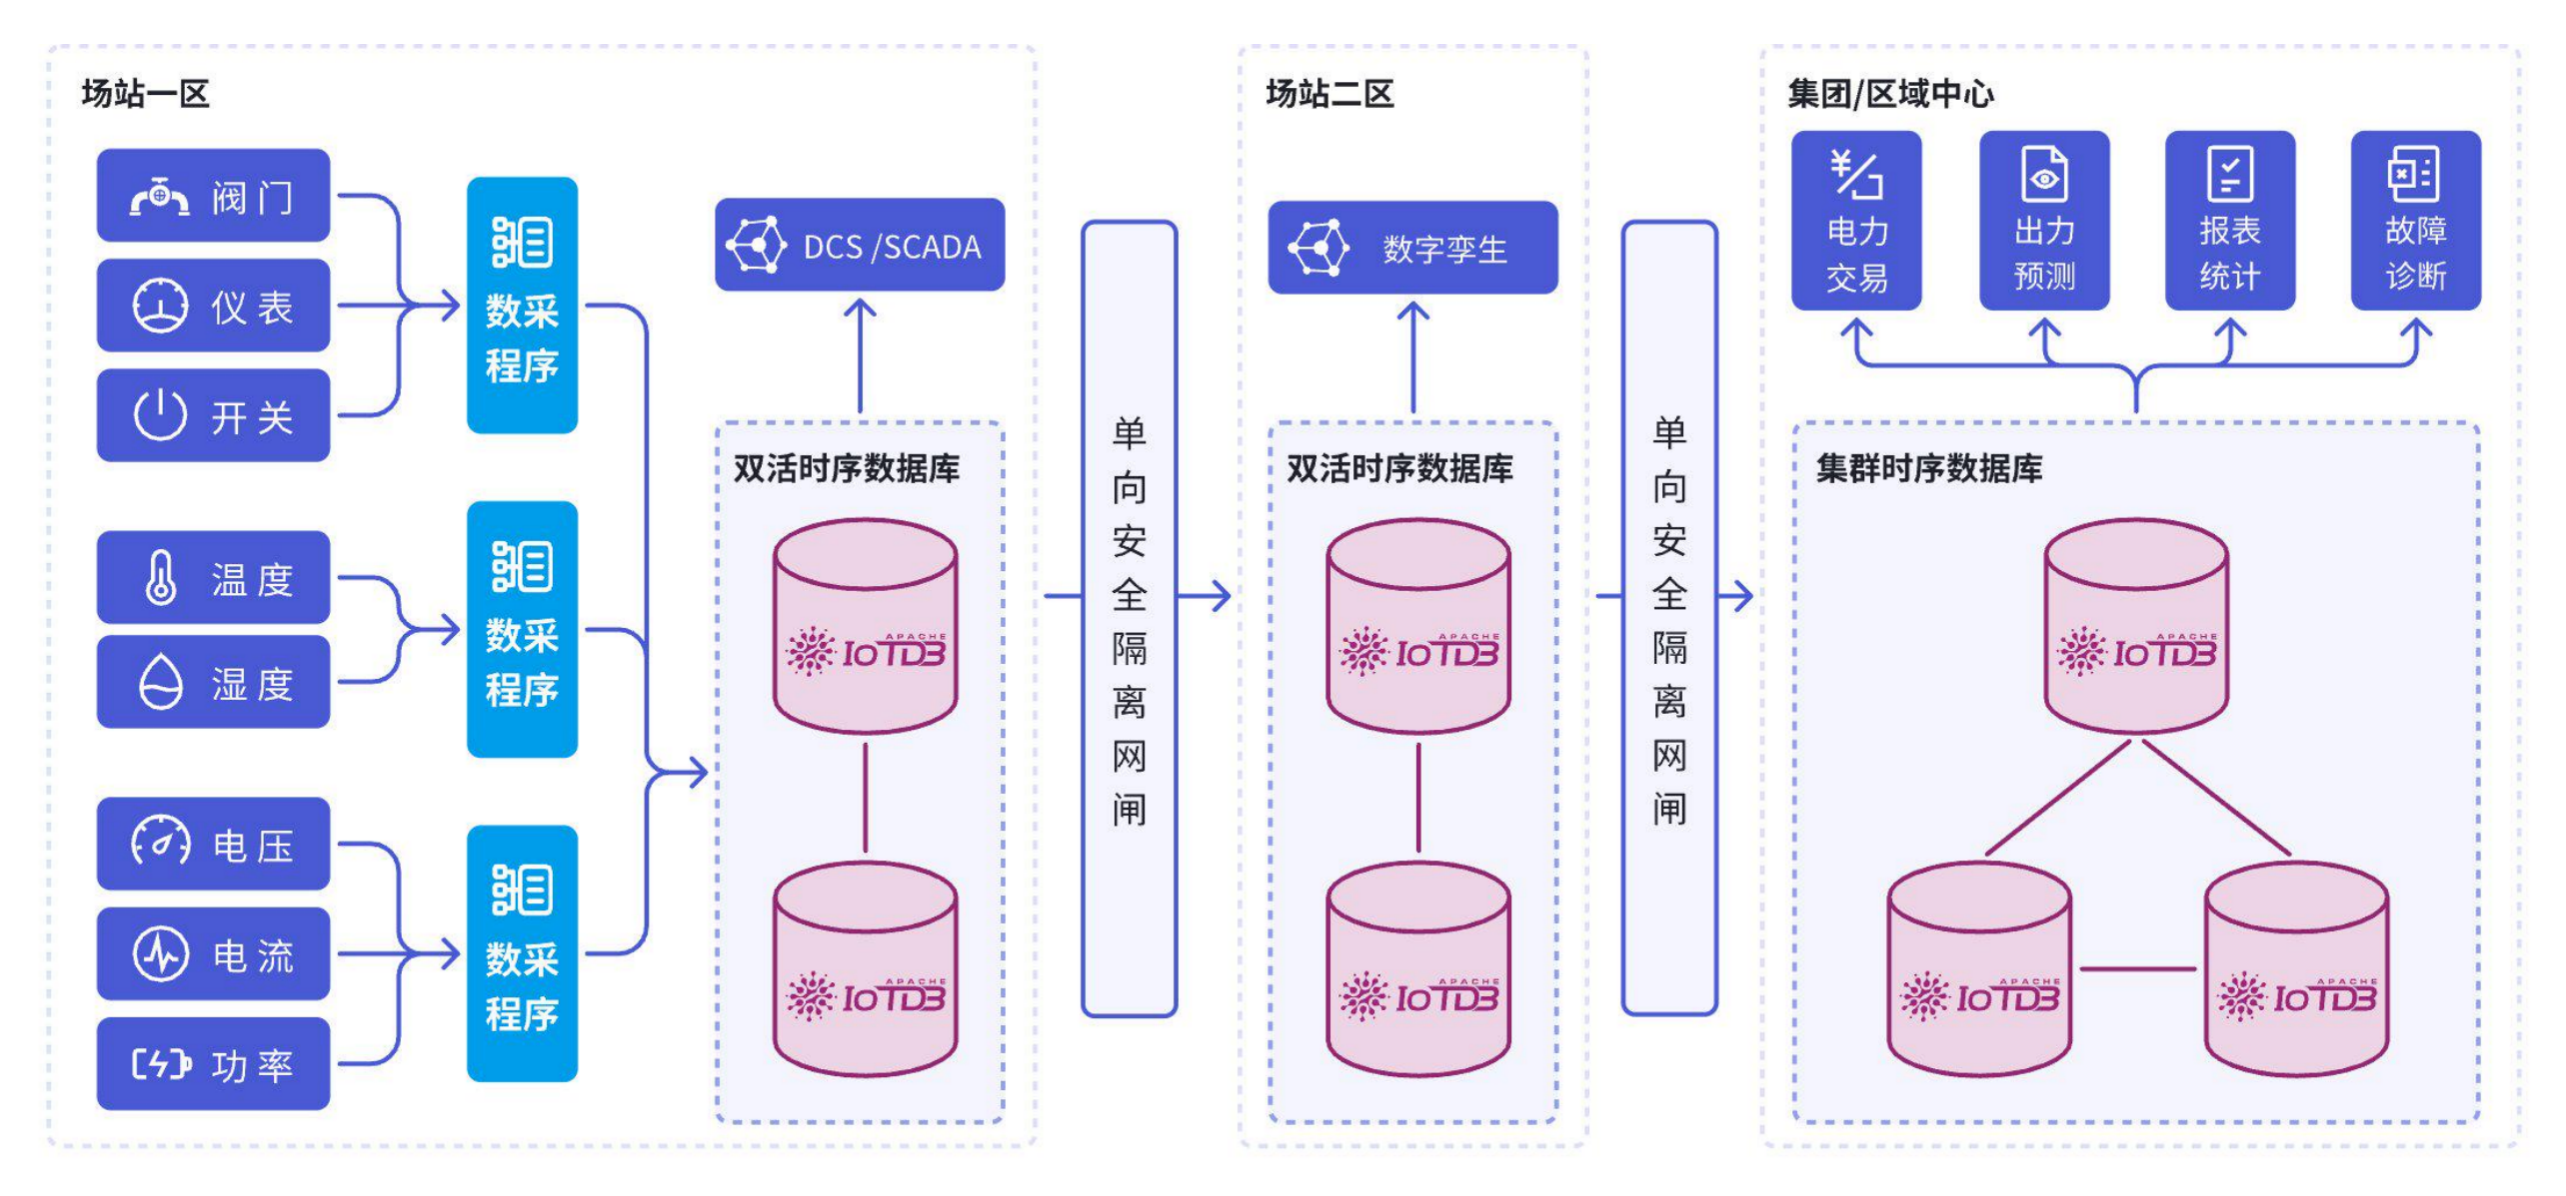 场站一区
阀门
仪表
开关
温度
湿度
电压
电流
功率
数采
程序
数采
程序
数采
程序
DCS /SCADA
双活时序数据库
APACHE
IoTDB
APACHE
IoTDB
单向安全隔离网闸
场站二区
数字孪生
双活时序数据库
APACHE
IoTDB
APACHE
IoTDB
单向安全隔离网闸
集团/区域中心
电力
交易
出力
预测
报表
统计
故障
诊断
集群时序数据库
APACHE
IoTDB
APACHE
IoTDB
APACHE
IoTDB